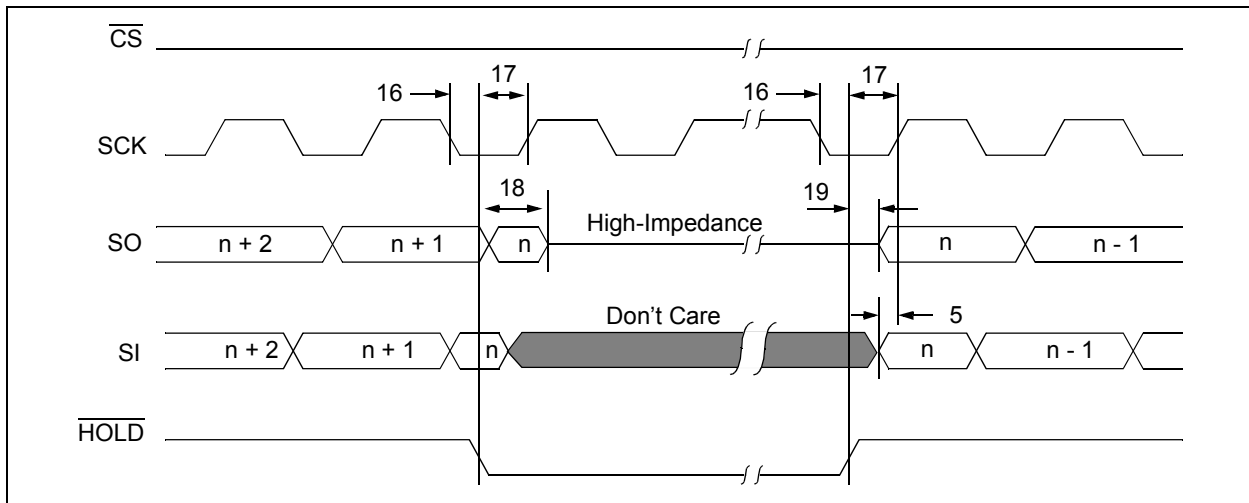 CS
17
17
16
16
SCK
18
19
High-Impedance
SO
n + 2
n + 1
n
n
n - 1
Don't Care
5
SI
n + 2
n + 1
n
n
n - 1
HOLD